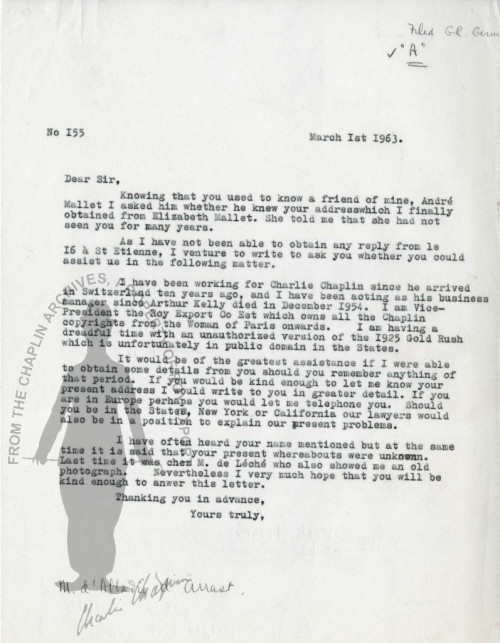 Filed GR. Germ
✓ "A"
No I55
March Ist I963.
Dear Sir,
Knowing that you used to know a friend of mine, André
Mallet I asked him whether he knew your addresswhich I finally
obtained from Elizabeth Mallet. She told me that she had not
seen you for many years.
As I have not been able to obtain any reply from le
I6 à St Etienne, I venture to write to ask you whether you could
assist us in the following matter.
I have been working for Charlie Chaplin since he arrived
in Switzerland ten years ago, and I have been acting as his business
manager since Arthur Kelly died in December I954. I am Vice-
President the Roy Export Co Est which owns all the Chaplin
copyrights from the Woman of Paris onwards. I am having a
dreadful time with an unauthorised version of the I925 Gold Rush
which is unfortunately in public domain in the States.
It would be of the greatest assistance if I were able
to obtain some details from you should you remember anything of
that period. If you would be kind enough to let me know your
present address I would write to you in greater detail. If you
are in Europe perhaps you would let me telephone you. Should
you be in the States, New York or California our lawyers would
also be in a position to explain our present problems.
I have often heard your name mentioned but at the same
time it is said that your present whereabouts were unknown.
Last time it was chez M. de Léché who also showed me an old
photograph. Nevertheless I very much hope that you will be
kind enough to anwer this letter.
Thanking you in advance,
Yours truly,
M. d'
Charlie Chaplin
FROM THE CHAPLIN ARCHIVES,